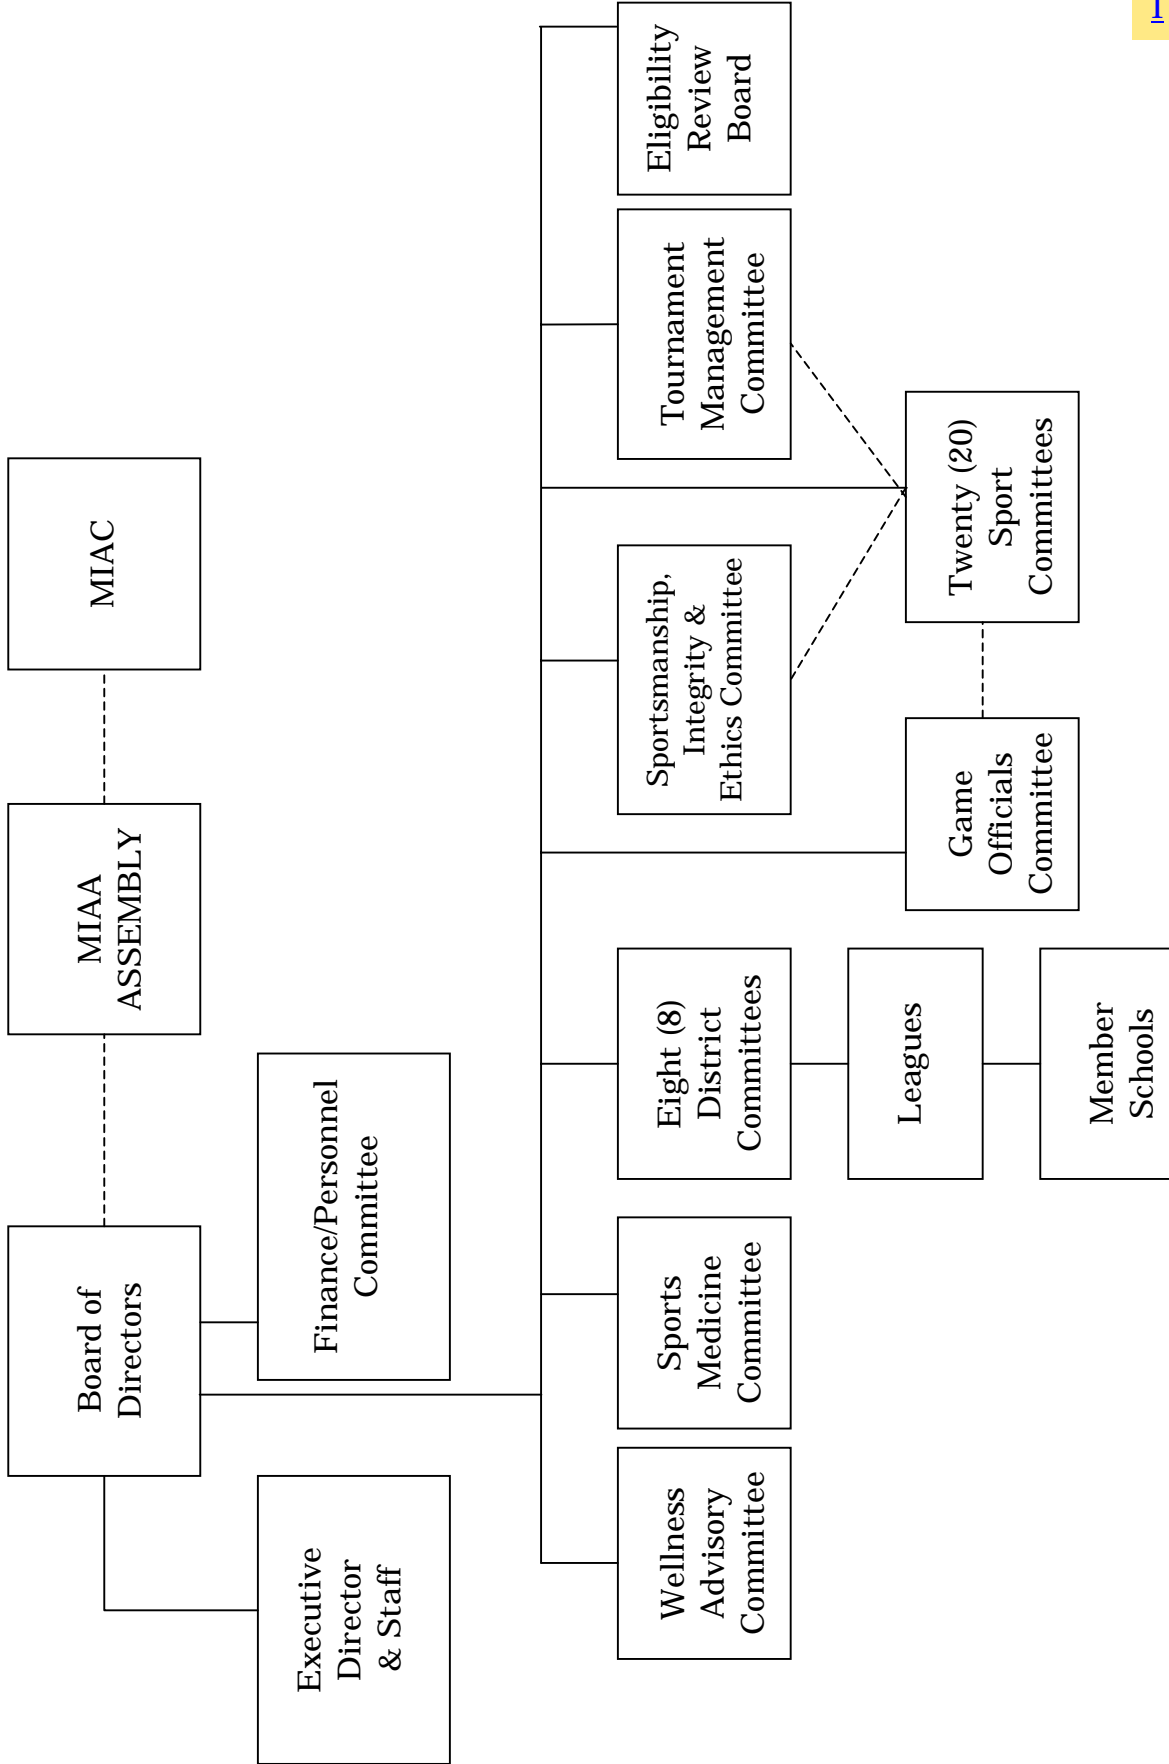 Board of
Directors
MIAA
ASSEMBLY
MIAC
Executive
Director
& Staff
Finance/Personnel
Committee
Wellness
Advisory
Committee
Sports
Medicine
Committee
Eight (8)
District
Committees
Sportsmanship,
Integrity &
Ethics Committee
Tournament
Management
Committee
Eligibility
Review
Board
Leagues
Game
Officials
Committee
Twenty (20)
Sport
Committees
Member
Schools